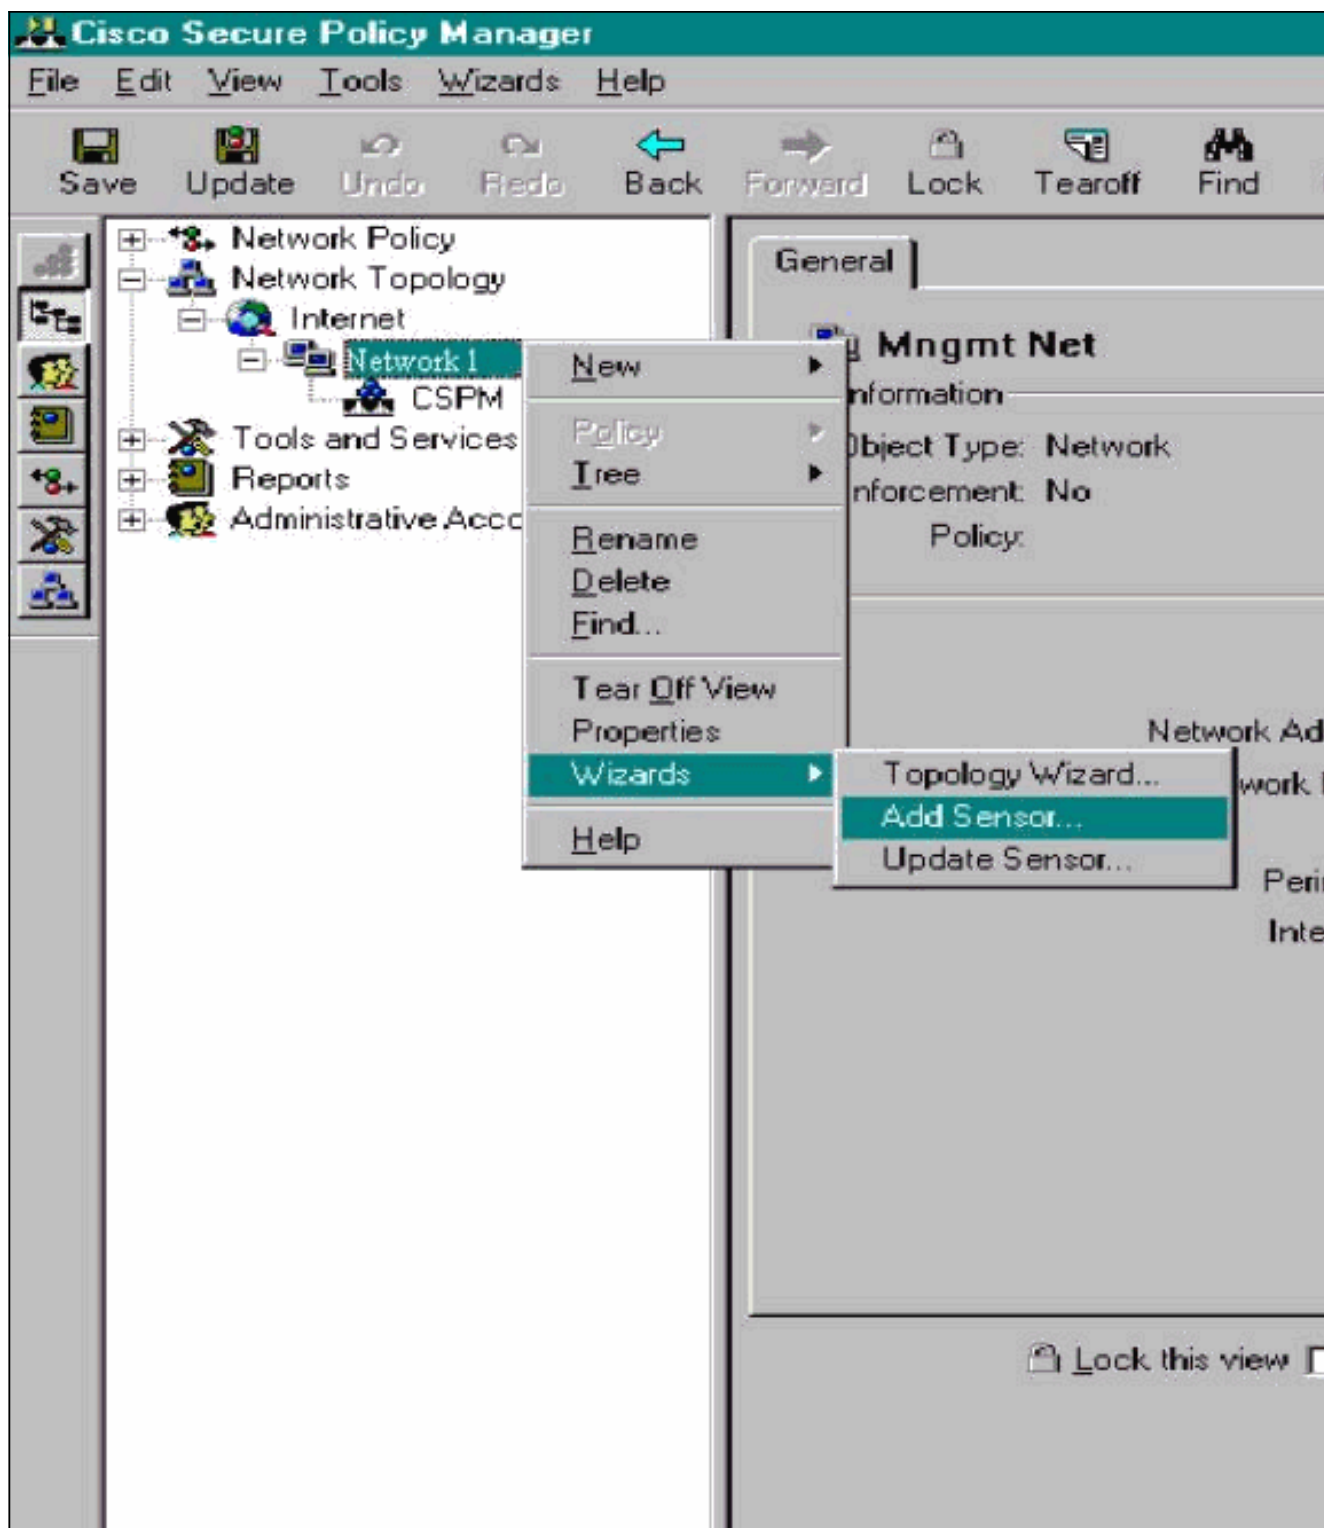 Cisco Secure Policy Manager
File Edit View Tools Wizards Help
Save Update Undo Redo Back Forward Lock Tearoff Find
Network Policy
Network Topology
Internet
Network 1
CSPM
Tools and Services
Reports
Administrative Acco
New
Policy
Tree
Rename
Delete
Find...
Tear Off View
Properties
Wizards
Help
Topology Wizard...
Add Sensor...
Update Sensor...
General
Mngmt Net
nformation
Object Type: Network
nforcement: No
Policy:
Network Ad
work
Peri
Inte
Lock this view